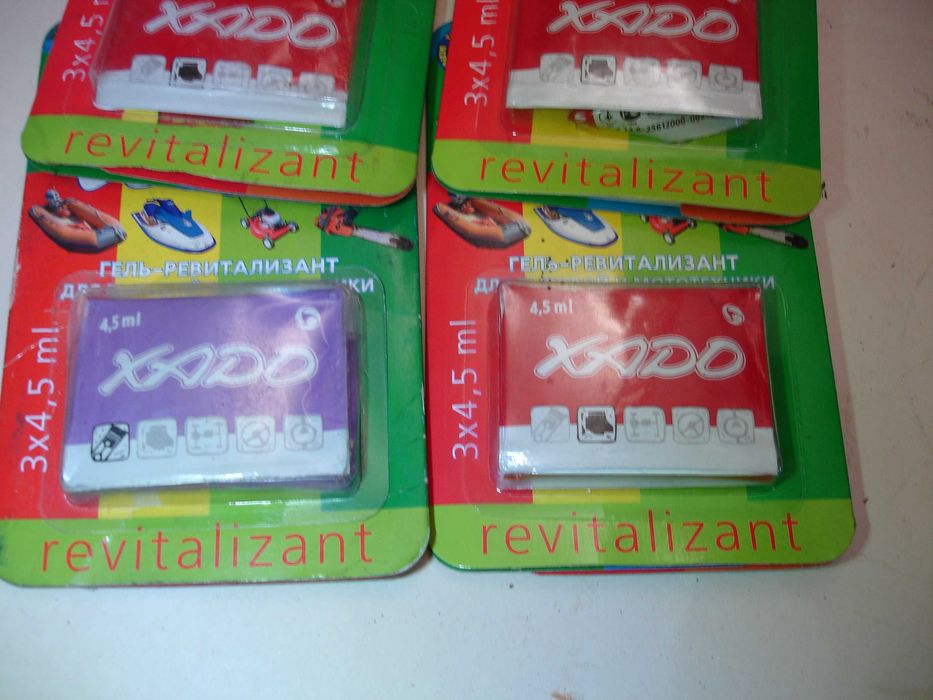 3x4,5 ml
XADO
revitalizant
3x4,5 ml
XADO
revitalizant
ГЕЛЬ-РЕВИТАЛИЗАНТ
3x4,5 ml
4,5 ml
XADO
revitalizant
ГЕЛЬ-РЕВИТАЛИЗАНТ
И МОТОТЕХНИКИ
3x4,5 ml
4,5 ml
XADO
revitalizant